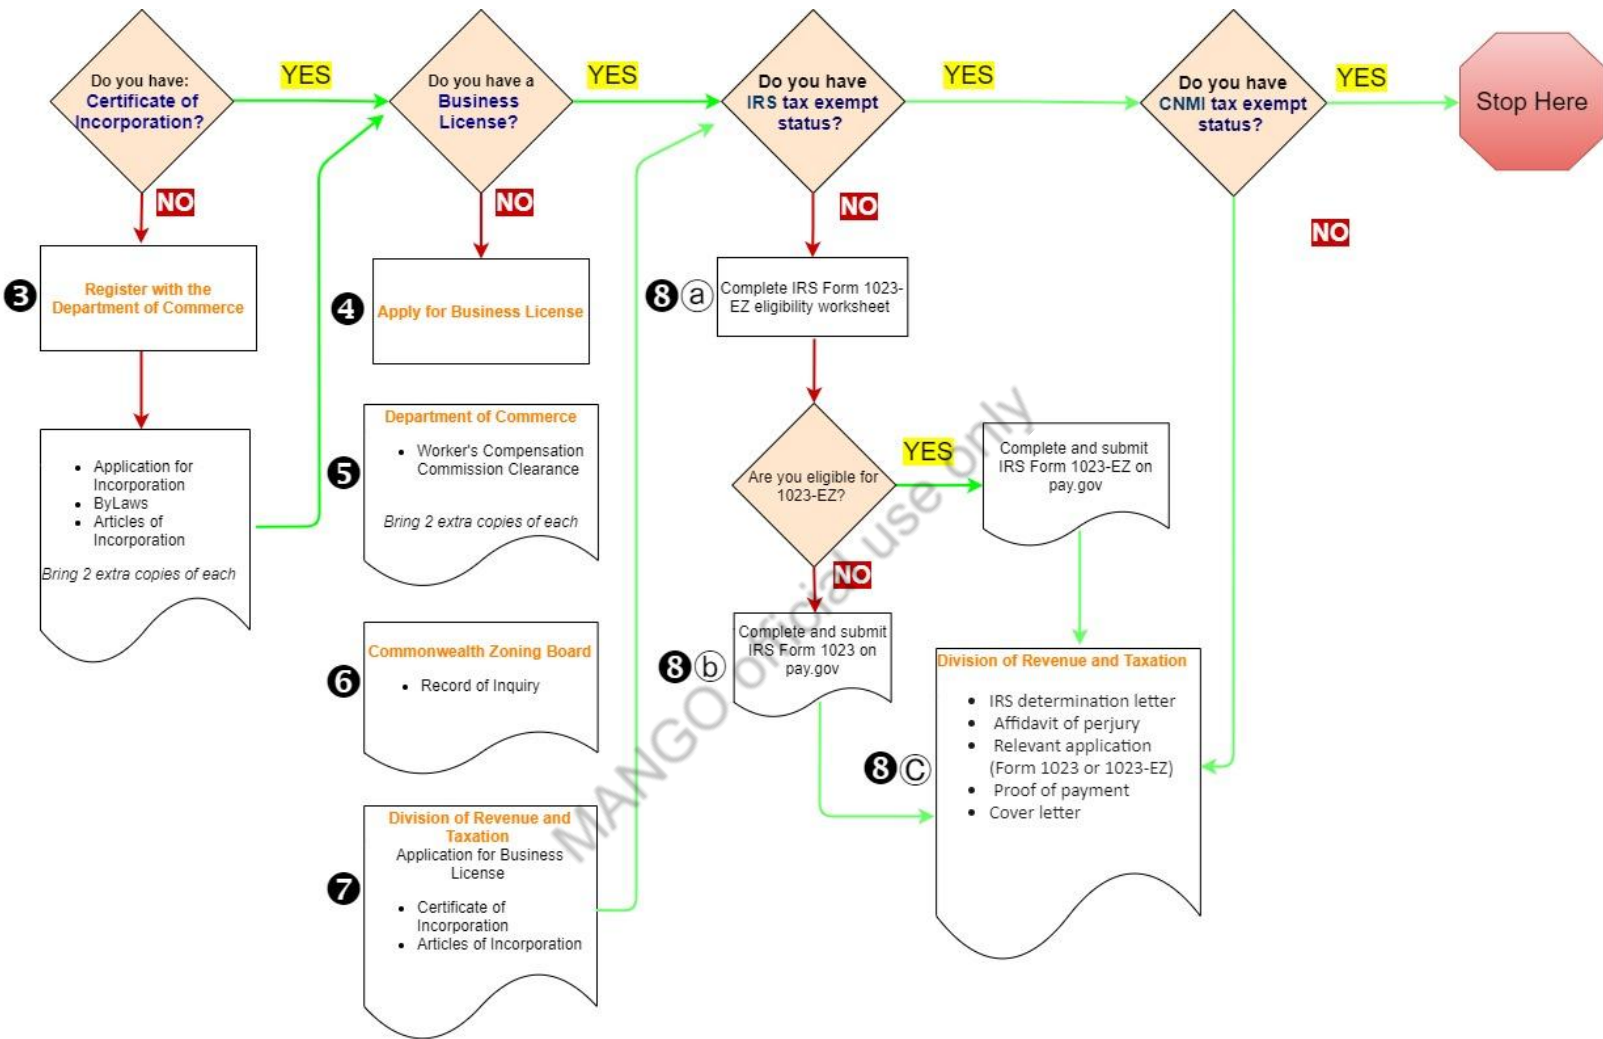 Do you have:
Certificate of
Incorporation?
YES
Do you have a
Business
License?
YES
Do you have
IRS tax exempt
status?
YES
Do you have
CNMI tax exempt
status?
YES
Stop Here
NO
NO
NO
NO
❸
Register with the
Department of Commerce
• Application for
Incorporation
• ByLaws
• Articles of
Incorporation
Bring 2 extra copies of each
❹
Apply for Business License
❺
Department of Commerce
• Worker's Compensation
Commission Clearance
Bring 2 extra copies of each
❻
Commonwealth Zoning Board
• Record of Inquiry
❼
Division of Revenue and
Taxation
Application for Business
License
• Certificate of
Incorporation
• Articles of Incorporation
❽ⓐ
Complete IRS Form 1023-
EZ eligibility worksheet
Are you eligible for
1023-EZ?
YES
Complete and submit
IRS Form 1023-EZ on
pay.gov
NO
❽ⓑ
Complete and submit
IRS Form 1023 on
pay.gov
❽Ⓒ
Division of Revenue and Taxation
• IRS determination letter
• Affidavit of perjury
• Relevant application
(Form 1023 or 1023-EZ)
• Proof of payment
• Cover letter
MANGO official use only